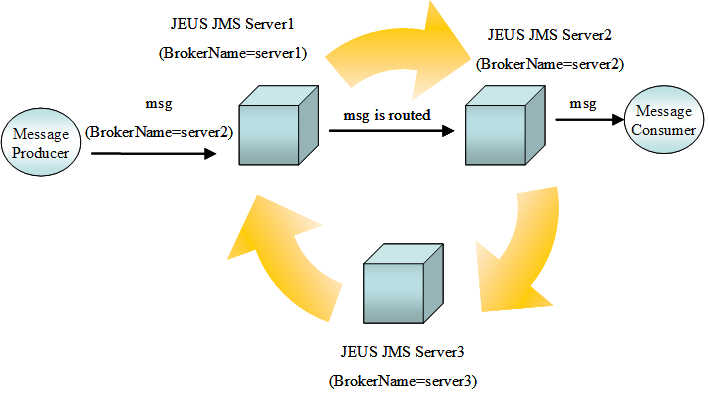 JEUS JMS Server1
(BrokerName=server1)
JEUS JMS Server2
(BrokerName=server2)
msg
(BrokerName=server2)
msg is routed
msg
Message
Producer
Message
Consumer
JEUS JMS Server3
(BrokerName=server3)